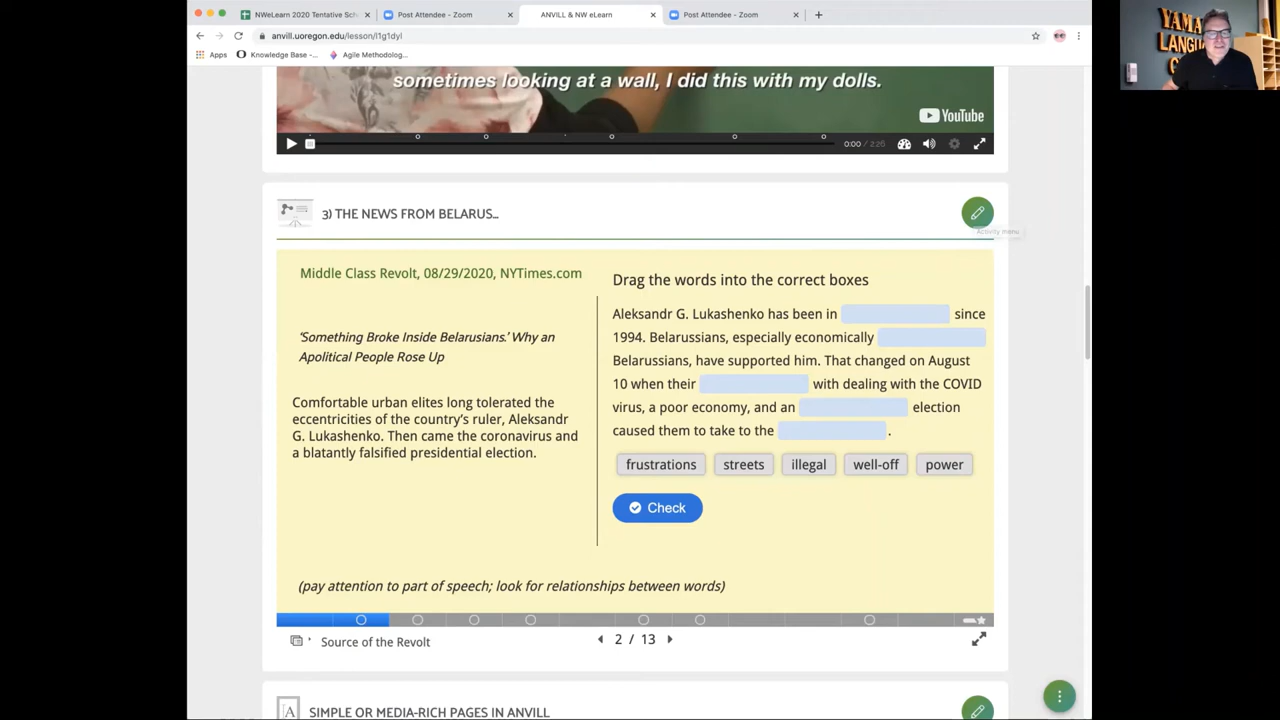 NWeLearn 2020 Tentative Sch
Post Attendee - Zoom
ANVILL & NW eLearn
Post Attendee - Zoom
anvill.uoregon.edu/lesson/l1g1dyl
Apps
Knowledge Base -...
Agile Methodolog...
YAMA
LANGU
sometimes looking at a wall, I did this with my dolls.
YouTube
0:00 / 2:26
3) THE NEWS FROM BELARUS...
Activity menu
Middle Class Revolt, 08/29/2020, NYTimes.com
'Something Broke Inside Belarusians.' Why an
Apolitical People Rose Up
Comfortable urban elites long tolerated the
eccentricities of the country's ruler, Aleksandr
G. Lukashenko. Then came the coronavirus and
a blatantly falsified presidential election.
Drag the words into the correct boxes
Aleksandr G. Lukashenko has been in since
1994. Belarussians, especially economically
Belarussians, have supported him. That changed on August
10 when their with dealing with the COVID
virus, a poor economy, and an election
caused them to take to the .
frustrations streets illegal well-off power
Check
(pay attention to part of speech; look for relationships between words)
Source of the Revolt
2 / 13
SIMPLE OR MEDIA-RICH PAGES IN ANVILL